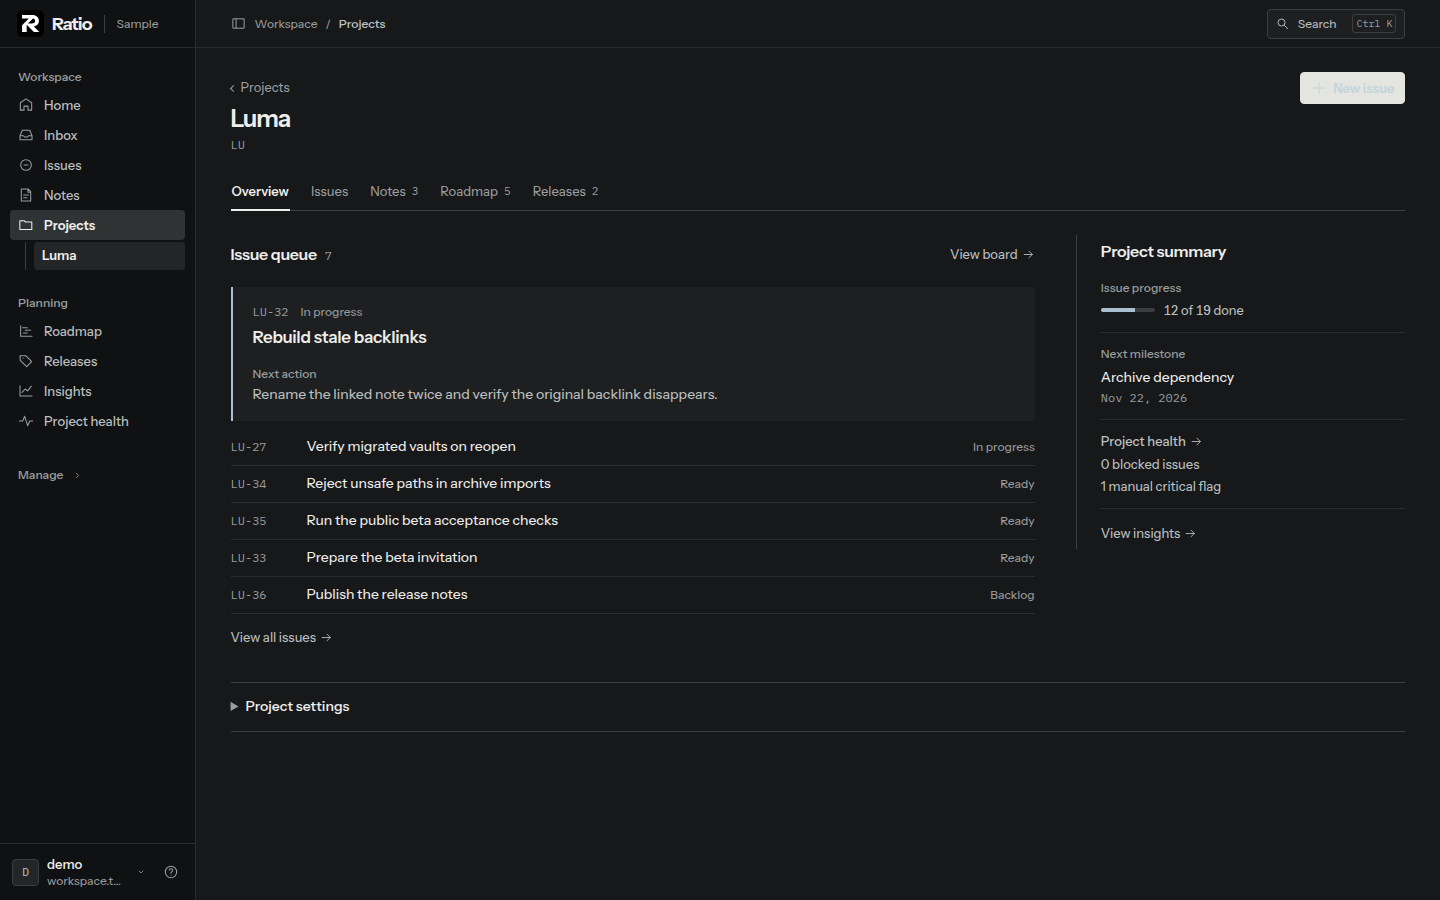 Ratio Sample
Workspace / Projects
Search Ctrl K
Workspace
Home
Inbox
Issues
Notes
Projects
Luma
Planning
Roadmap
Releases
Insights
Project health
Manage
demo
D
workspace.t...
Projects
New issue
Luma
LU
Overview Issues Notes 3 Roadmap 5 Releases 2
Issue queue 7
View board →
LU-32 In progress
Rebuild stale backlinks
Next action
Rename the linked note twice and verify the original backlink disappears.
LU-27 Verify migrated vaults on reopen In progress
LU-34 Reject unsafe paths in archive imports Ready
LU-35 Run the public beta acceptance checks Ready
LU-33 Prepare the beta invitation Ready
LU-36 Publish the release notes Backlog
View all issues →
Project summary
Issue progress
12 of 19 done
Next milestone
Archive dependency
Nov 22, 2026
Project health →
0 blocked issues
1 manual critical flag
View insights →
Project settings